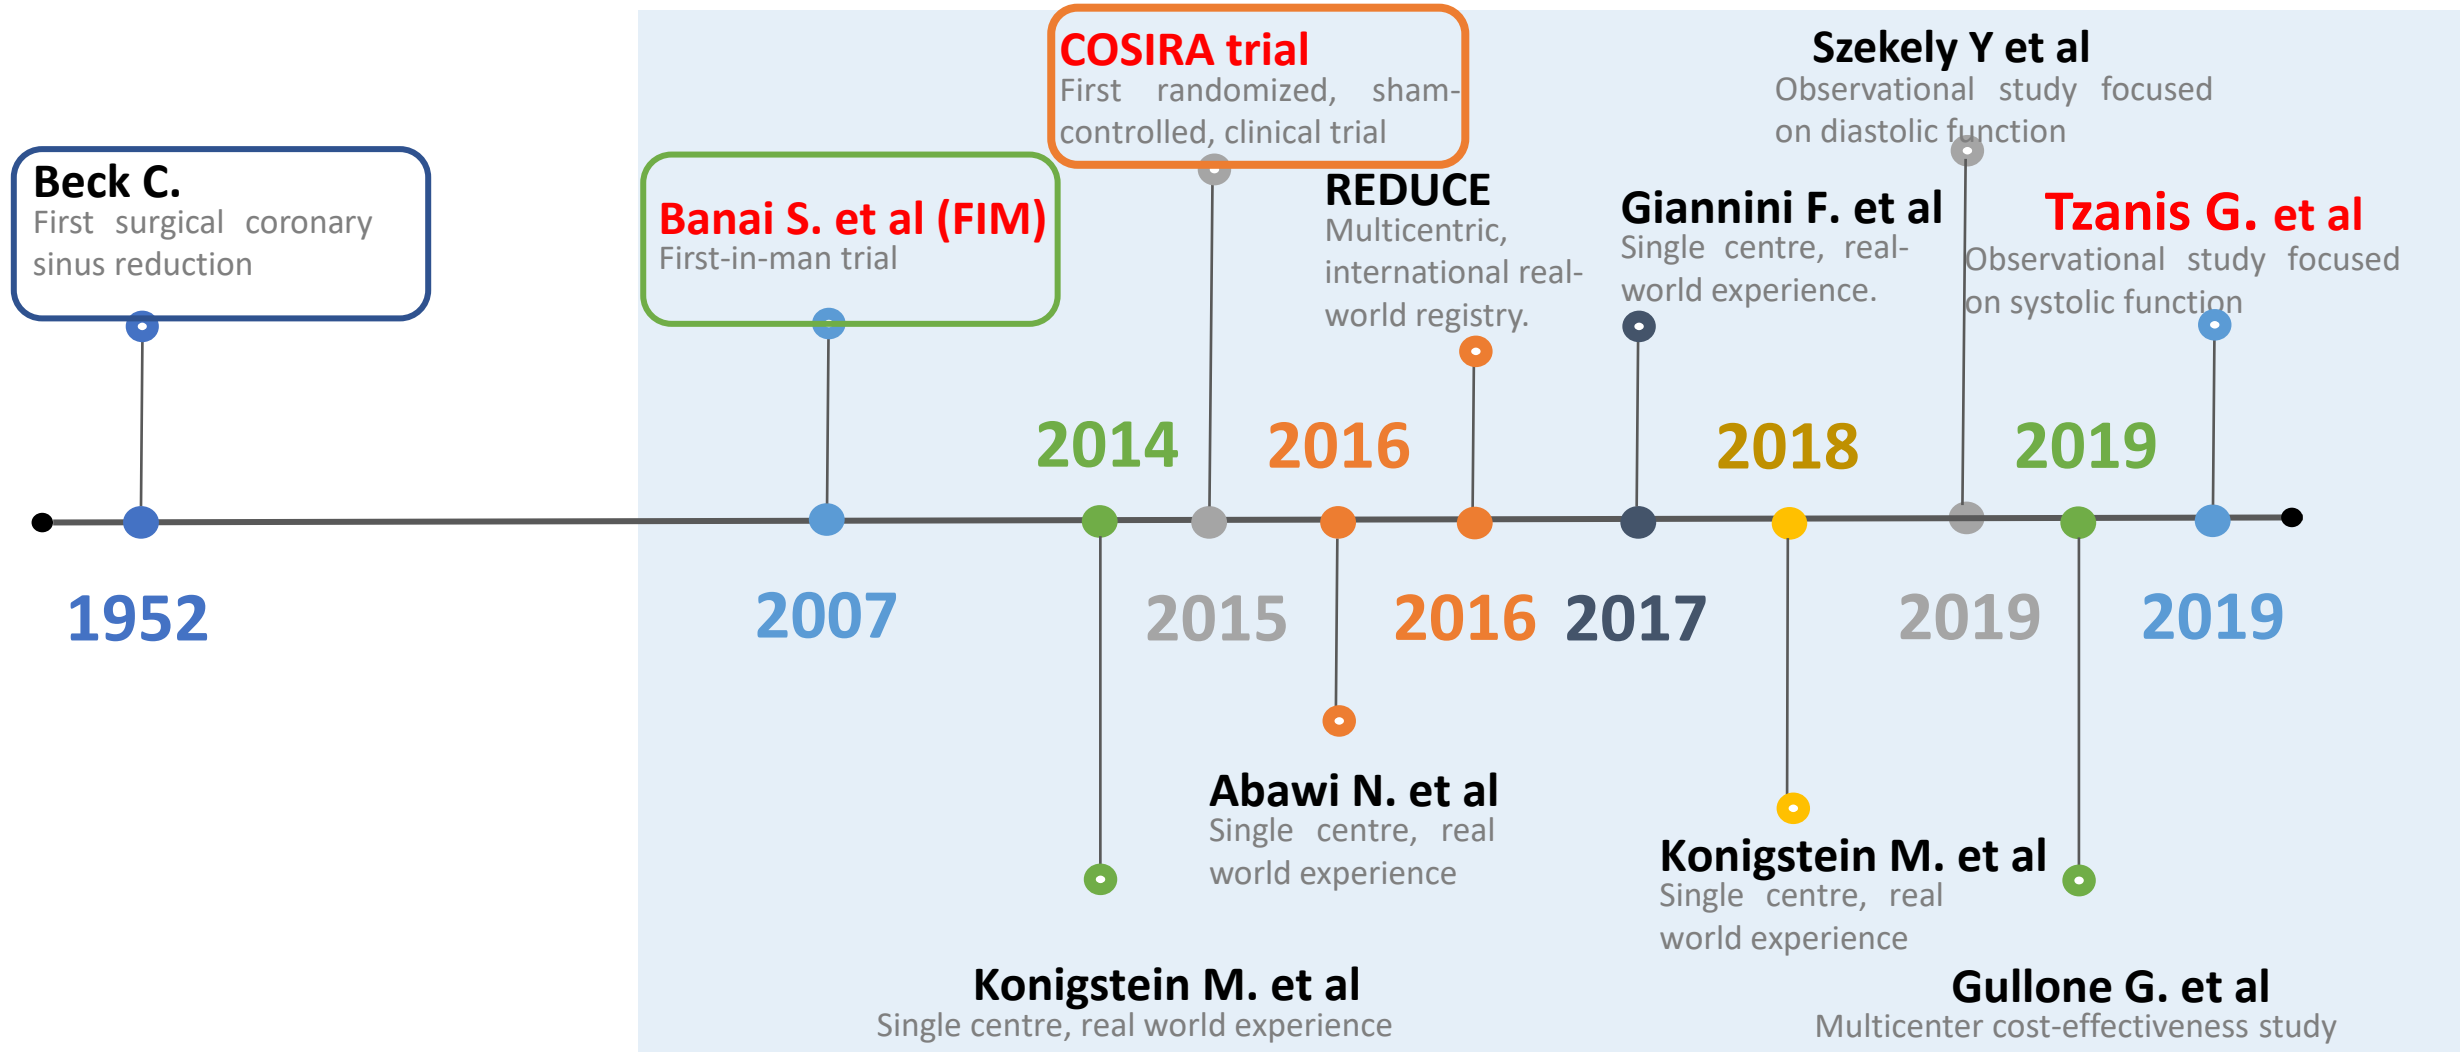 Beck C.
First surgical coronary
sinus reduction
1952
Banai S. et al (FIM)
First-in-man trial
2007
2014
Konigstein M. et al
Single centre, real world experience
COSIRA trial
First randomized, sham-
controlled, clinical trial
2015
2016
Abawi N. et al
Single centre, real
world experience
REDUCE
Multicentric,
international real-
world registry.
2016
Giannini F. et al
Single centre, real-
world experience.
2017
2018
Konigstein M. et al
Single centre, real
world experience
Szekely Y et al
Observational study focused
on diastolic function
2019
2019
Gullone G. et al
Multicenter cost-effectiveness study
Tzanis G. et al
Observational study focused
on systolic function
2019